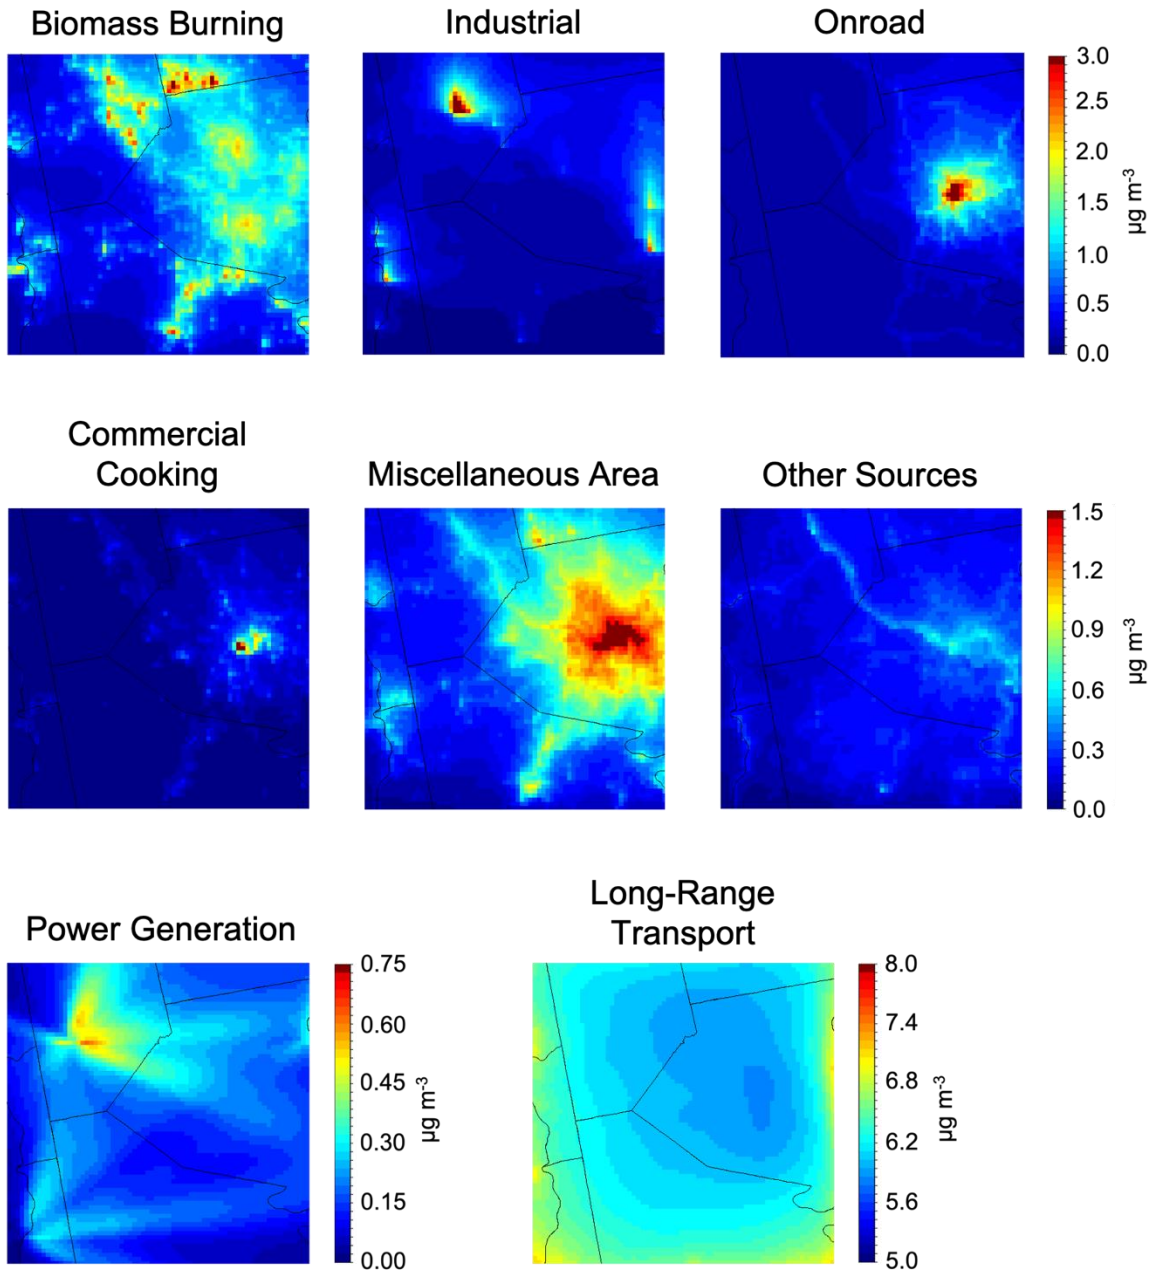 Biomass Burning
Industrial
Onroad
3.0
2.5
2.0
1.5
1.0
0.5
0.0
µg m-3
Commercial
Cooking
Miscellaneous Area
Other Sources
1.5
1.2
0.9
0.6
0.3
0.0
µg m-3
Power Generation
0.75
0.60
0.45
0.30
0.15
0.00
µg m-3
Long-Range
Transport
8.0
7.4
6.8
6.2
5.6
5.0
µg m-3